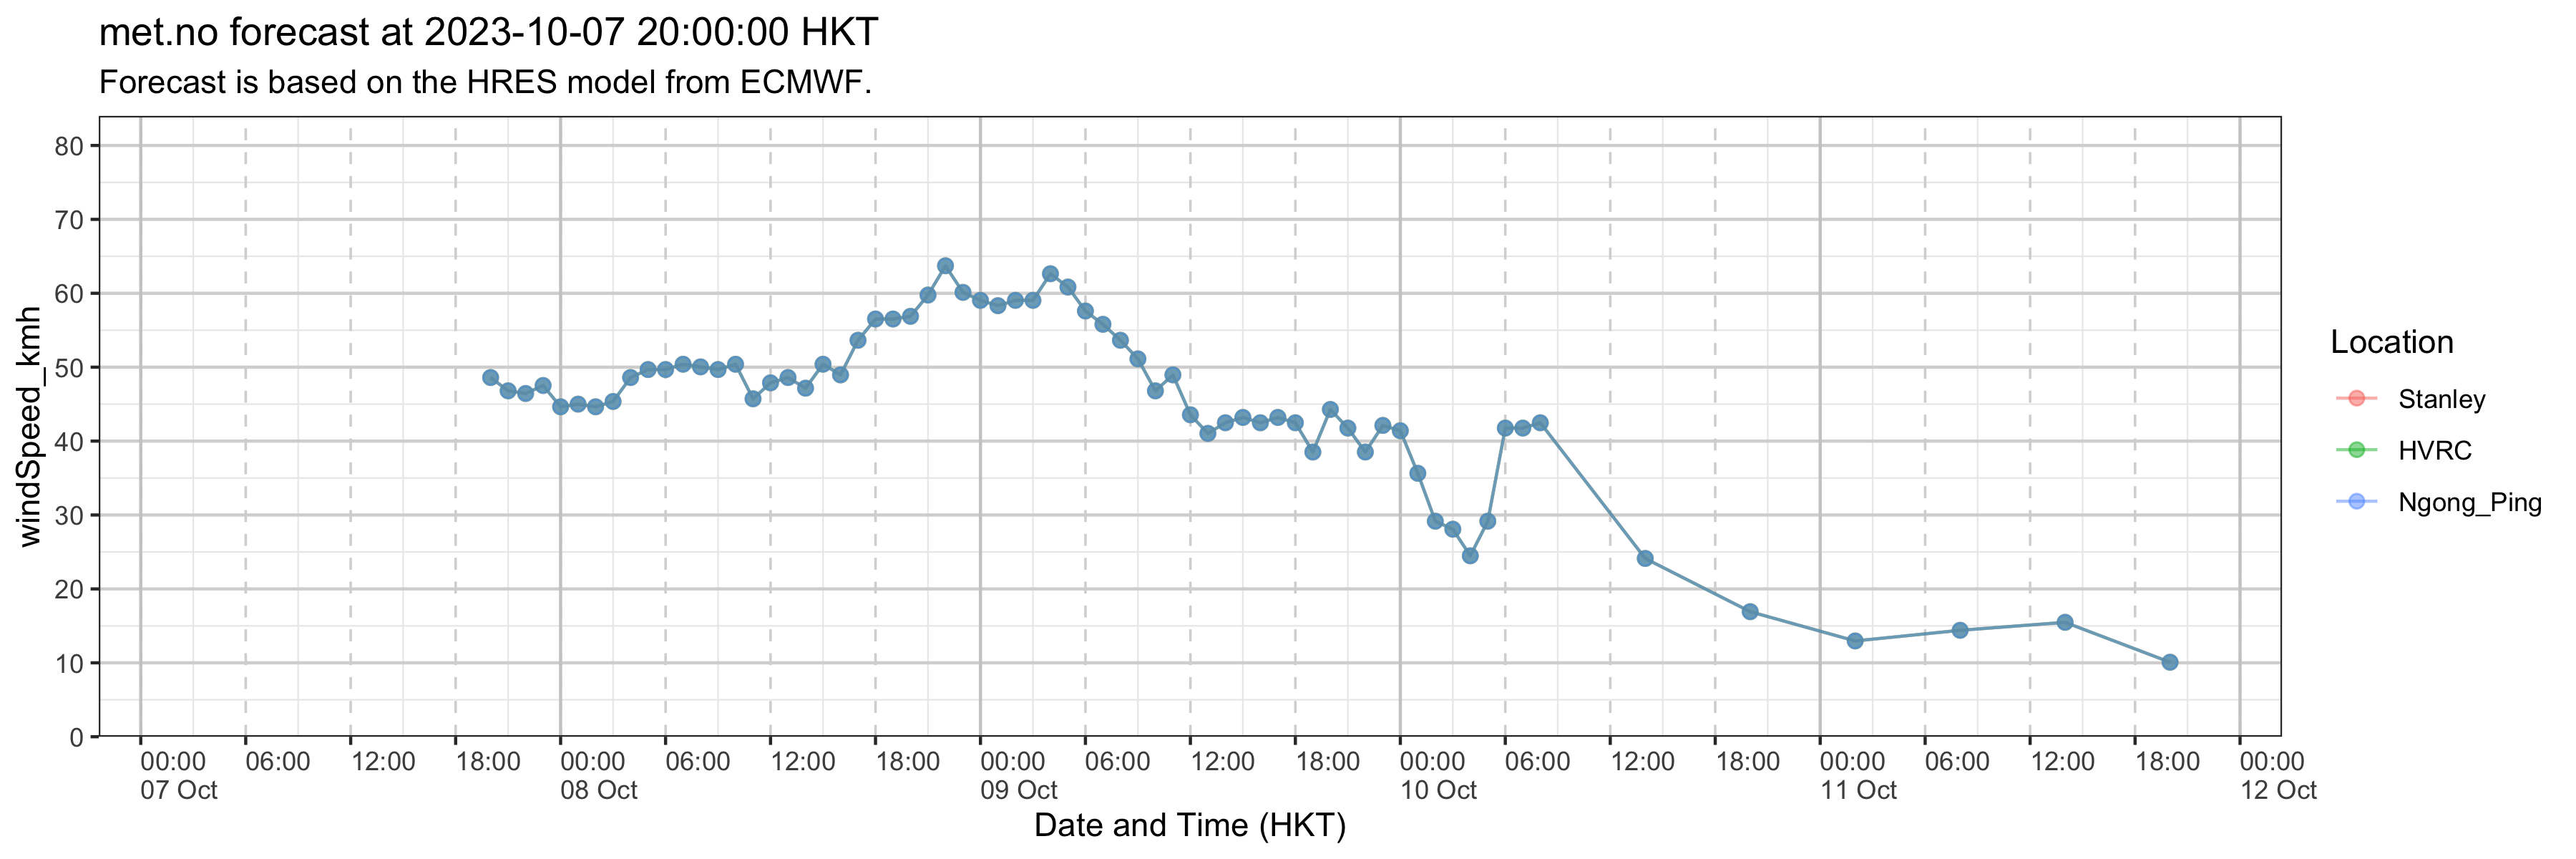 met.no forecast at 2023-10-07 20:00:00 HKT
Forecast is based on the HRES model from ECMWF.
windSpeed_kmh
80
70
60
50
40
30
20
10
0
00:00 06:00 12:00 18:00 00:00 06:00 12:00 18:00 00:00 06:00 12:00 18:00 00:00 06:00 12:00 18:00 00:00 06:00 12:00 18:00 00:00
07 Oct 08 Oct 09 Oct 10 Oct 11 Oct 12 Oct
Date and Time (HKT)
Location
Stanley
HVRC
Ngong_Ping